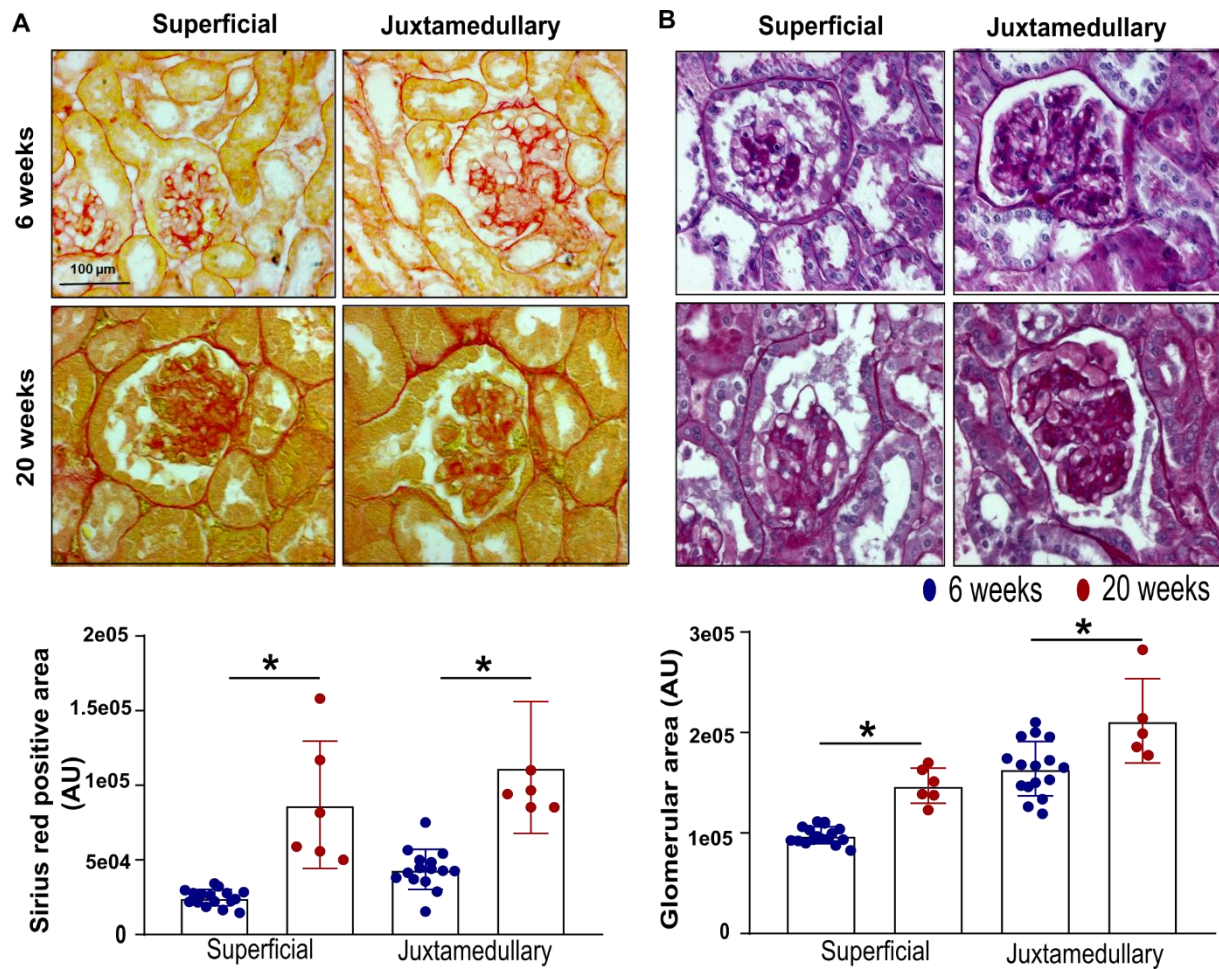 A
Superficial
Juxtamedullary
6 weeks
100 µm
20 weeks
B
Superficial
Juxtamedullary
6 weeks
20 weeks
Sirius red positive area
(AU)
2e05
1.5e05
1e05
5e04
0
*
*
Superficial
Juxtamedullary
Glomerular area (AU)
3e05
2e05
1e05
0
*
*
Superficial
Juxtamedullary